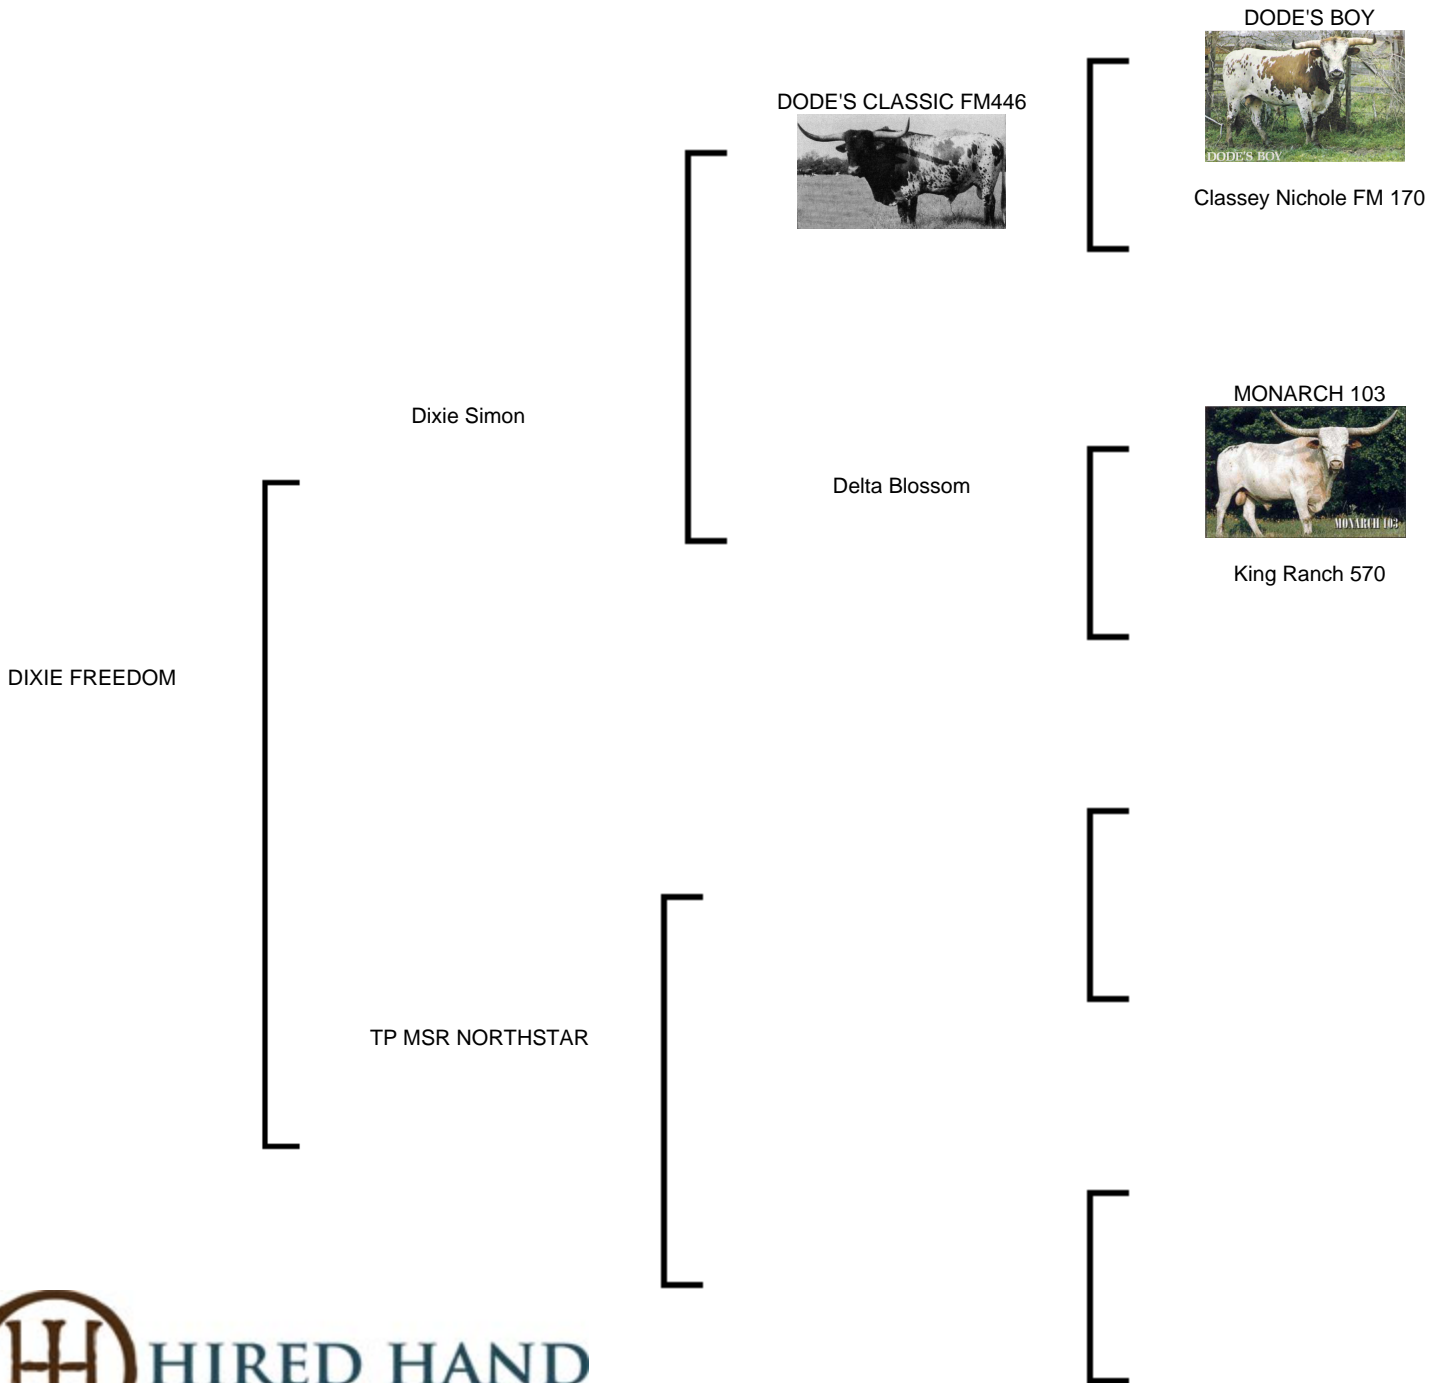 DODE'S BOY
DODE'S BOY
DODE'S CLASSIC FM446
Classey Nichole FM 170
MONARCH 103
MONARCH 103
Dixie Simon
Delta Blossom
King Ranch 570
DIXIE FREEDOM
TP MSR NORTHSTAR
HIRED HAND